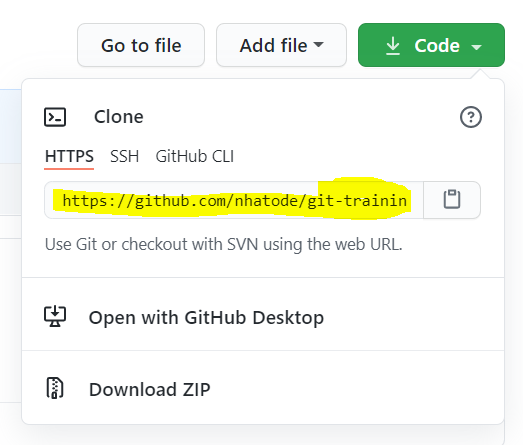 Go to file Add file Code
Clone
HTTPS SSH GitHub CLI
https://github.com/nhatode/git-trainin
Use Git or checkout with SVN using the web URL.
Open with GitHub Desktop
Download ZIP